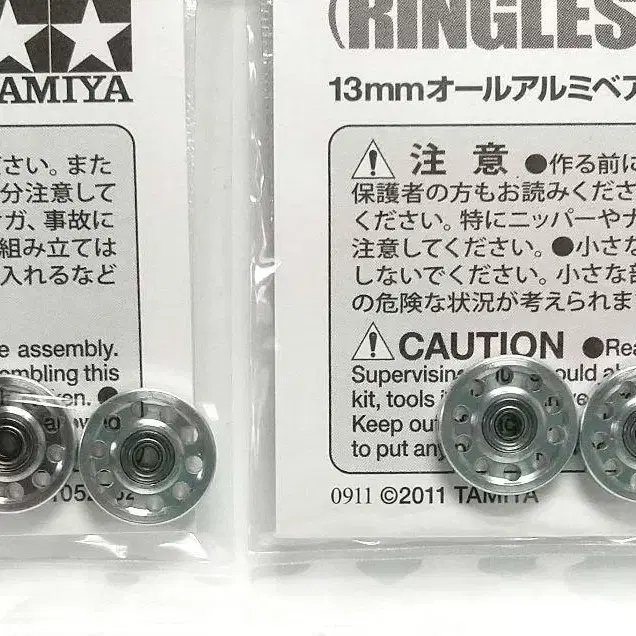 TAMIYA
ださい。また
分注意して
ガ、事故に
組み立ては
入れるなど
assembly.
mbling this
(RINGLES
13mmオールアルミベア
注 意 ●作る前に
保護者の方もお読みくださ
ください。特にニッパーやナ
注意してください。●小さな
しないでください。小さな部
の危険な状況が考えられま
CAUTION ●Rea
Supervising
kit, tools
Keep out
to put any
0911 ©2011 TAMIYA